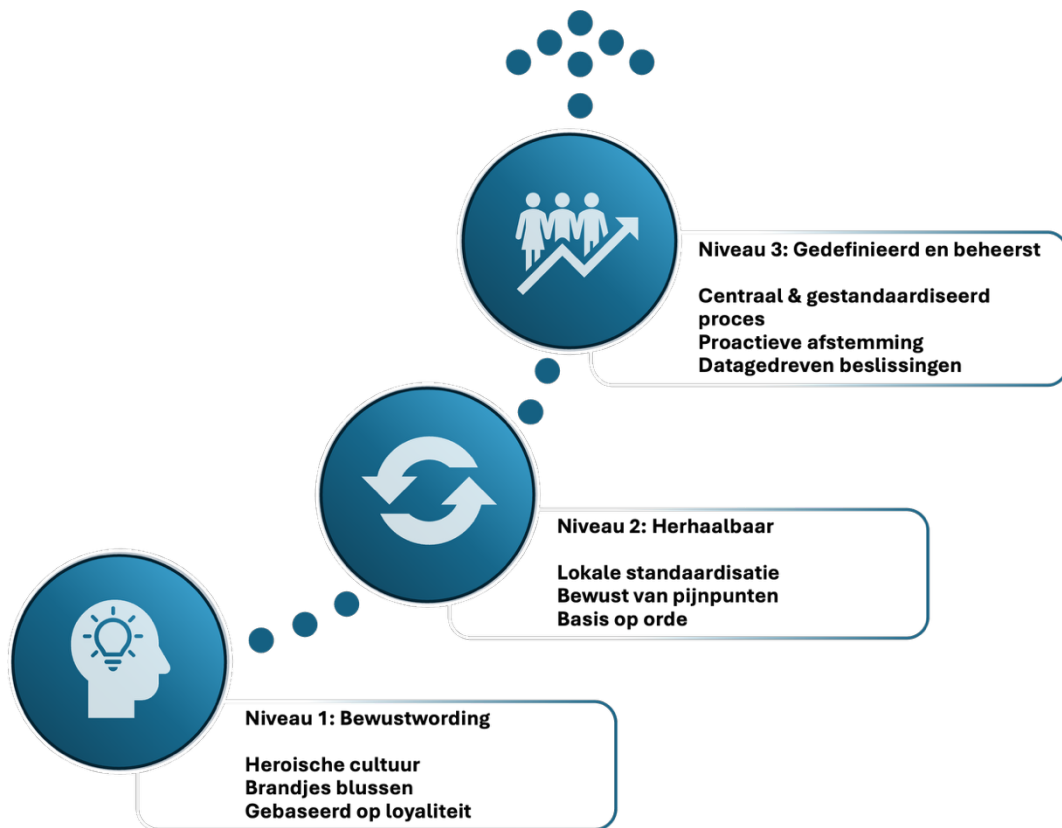 Niveau 3: Gedefinieerd en beheerst
Centraal & gestandaardiseerd
proces
Proactieve afstemming
Datagedreven beslissingen
Niveau 2: Herhaalbaar
Lokale standaardisatie
Bewust van pijnpunten
Basis op orde
Niveau 1: Bewustwording
Heroische cultuur
Brandjes blussen
Gebaseerd op loyaliteit